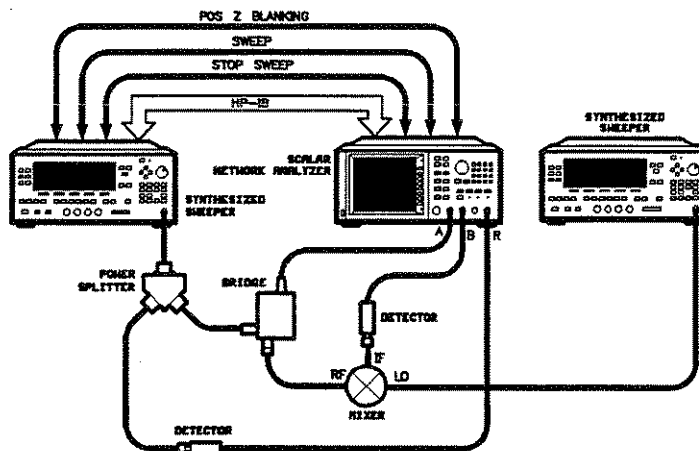 POS Z BLANKING
SWEEP
STOP SWEEP
HP-IB
SYNTHESIZED
SWEEPER
SCALAR
NETWORK ANALYZER
SYNTHESIZED
SWEEPER
A
B
R
POWER
SPLITTER
BRIDGE
DETECTOR
IF
RF
LO
MIXER
DETECTOR